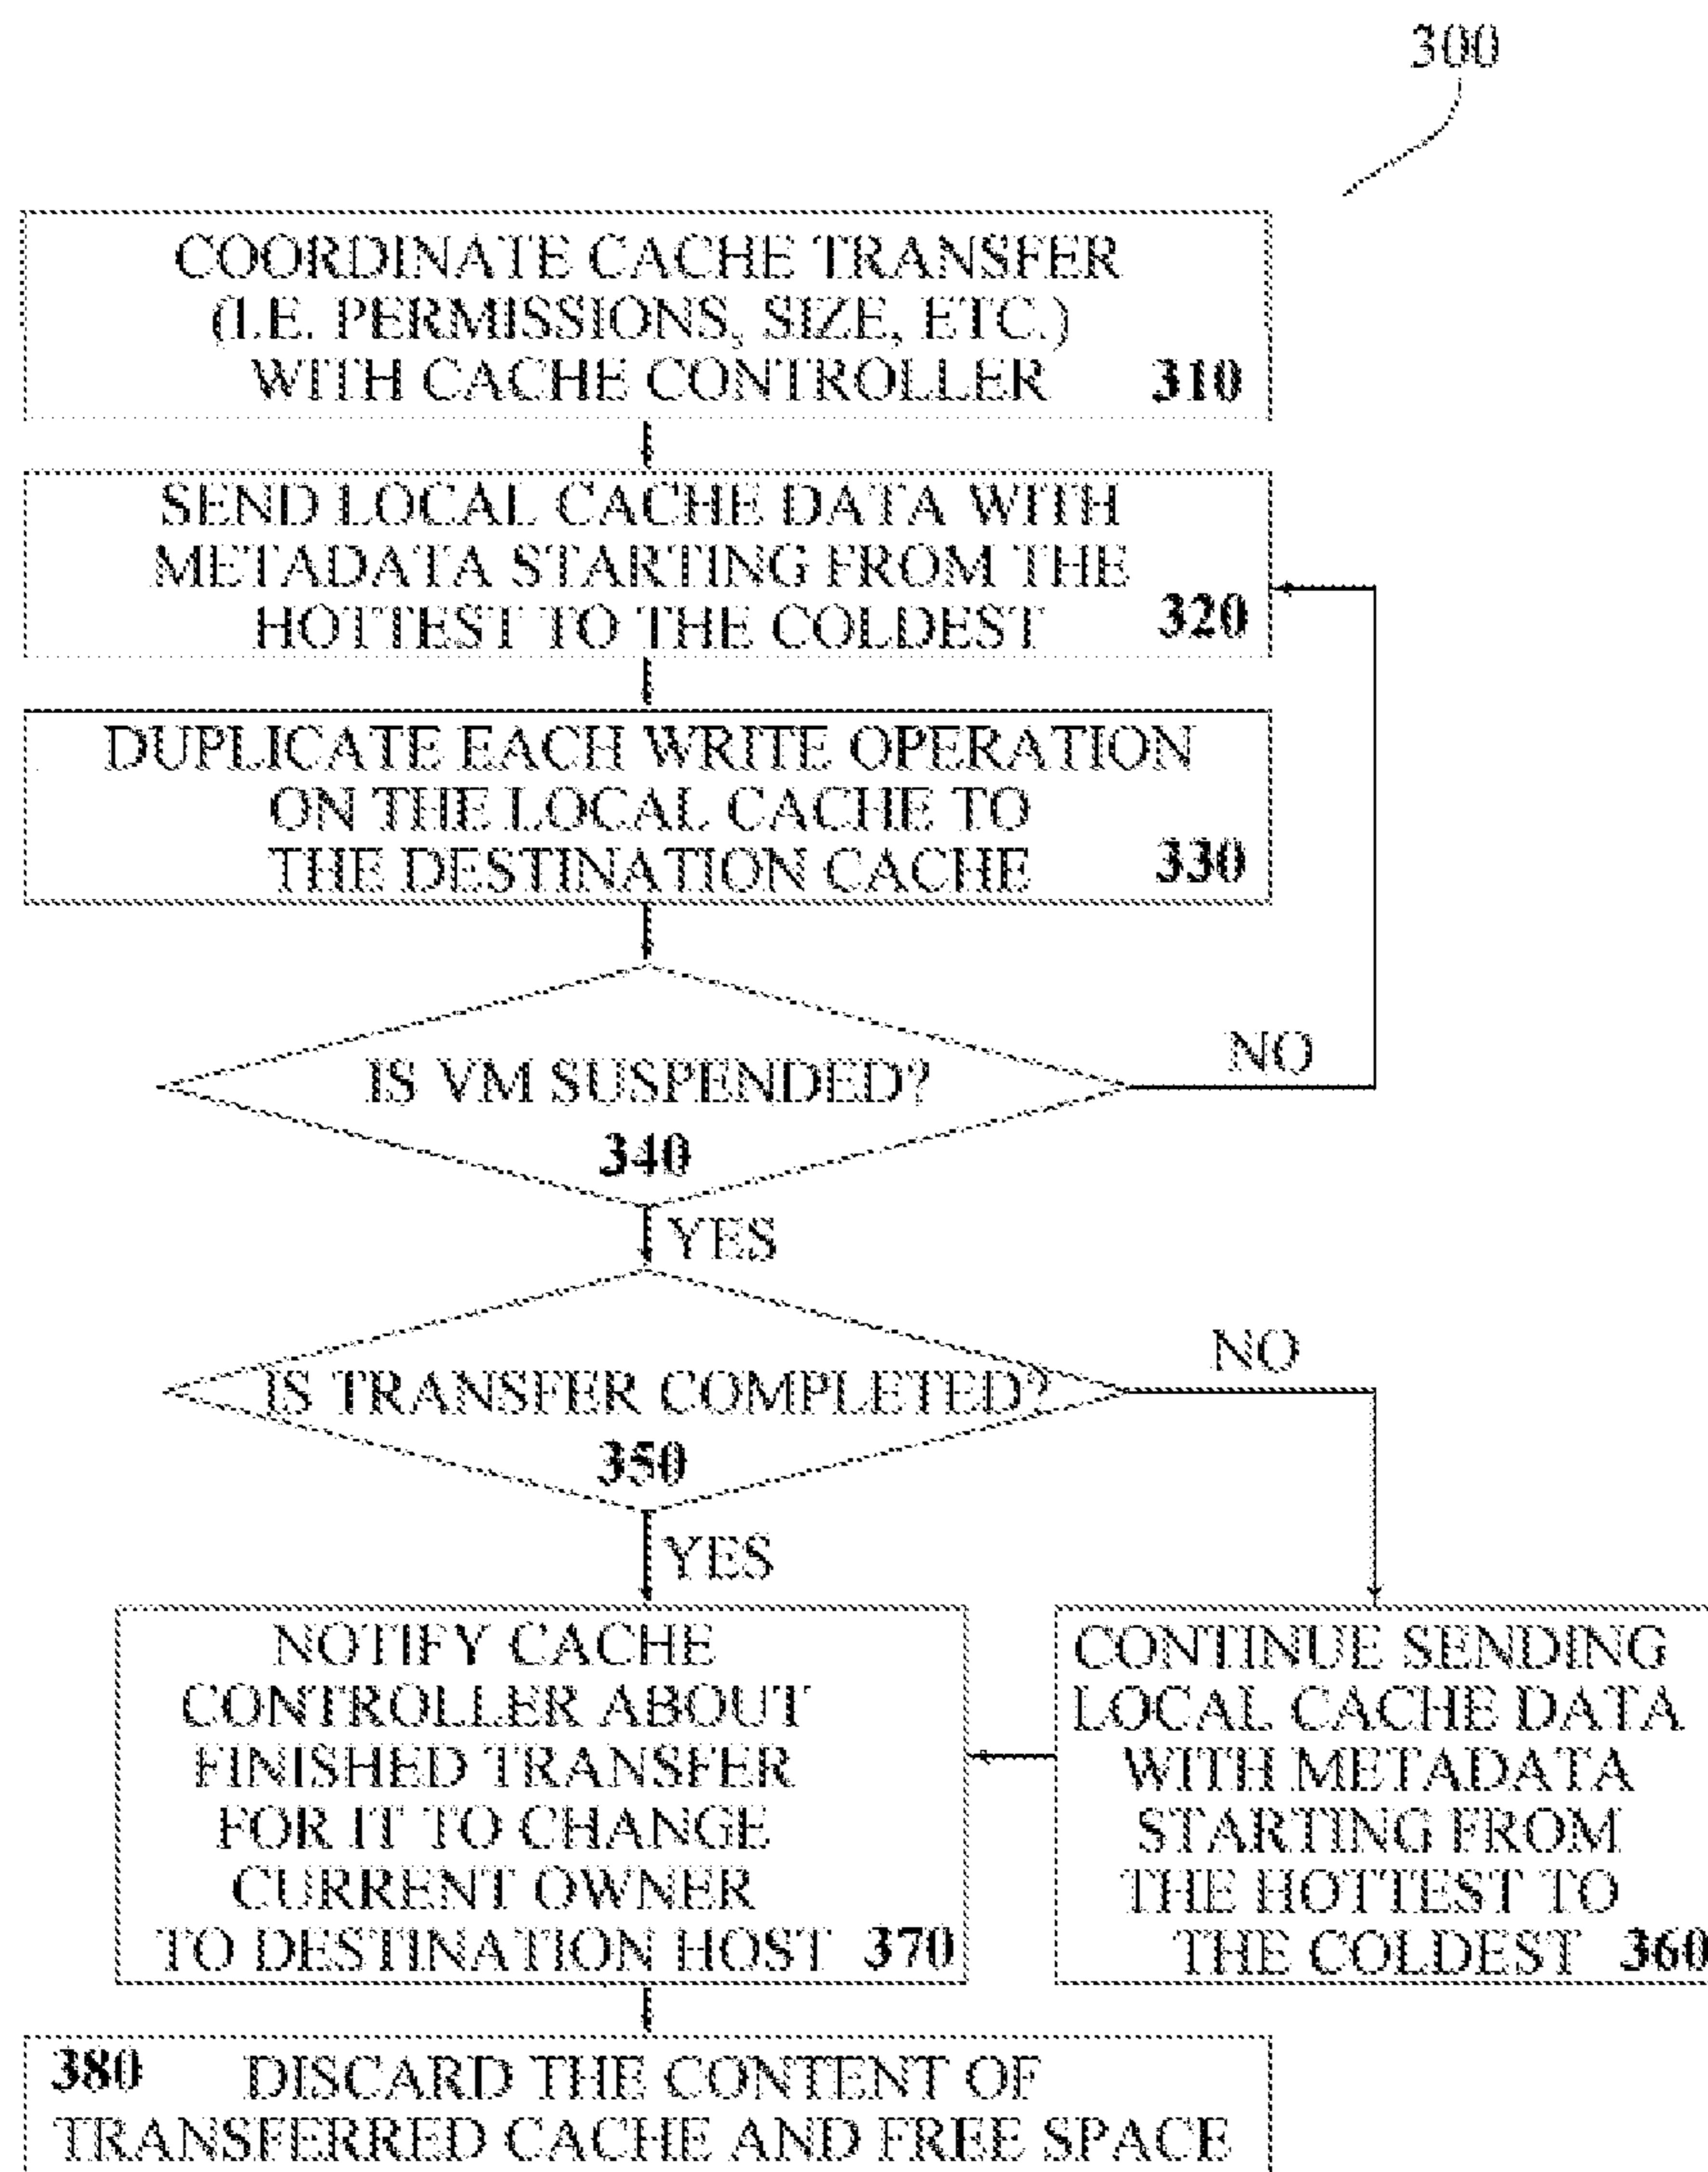 300
COORDINATE CACHE TRANSFER
(I.E. PERMISSIONS, SIZE, ETC.)
WITH CACHE CONTROLLER 310
SEND LOCAL CACHE DATA WITH
METADATA STARTING FROM THE
HOTTEST TO THE COLDEST 320
DUPLICATE EACH WRITE OPERATION
ON THE LOCAL CACHE TO
THE DESTINATION CACHE 330
IS VM SUSPENDED?
NO
340
YES
IS TRANSFER COMPLETED?
NO
350
YES
NOTIFY CACHE
CONTROLLER ABOUT
FINISHED TRANSFER
FOR IT TO CHANGE
CURRENT OWNER
TO DESTINATION HOST 370
CONTINUE SENDING
LOCAL CACHE DATA
WITH METADATA
STARTING FROM
THE HOTTEST TO
THE COLDEST 360
380 DISCARD THE CONTENT OF
TRANSFERRED CACHE AND FREE SPACE